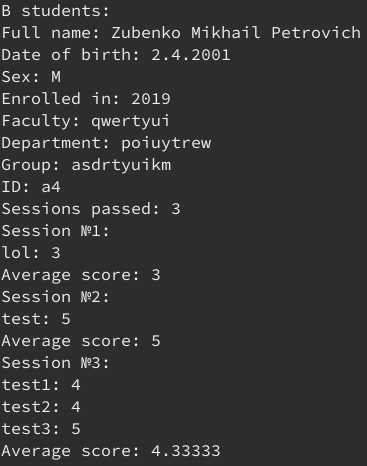 B students:
Full name: Zubenko Mikhail Petrovich
Date of birth: 2.4.2001
Sex: M
Enrolled in: 2019
Faculty: qwertyui
Department: poiuytrew
Group: asdrtyuikm
ID: a4
Sessions passed: 3
Session №1:
lol: 3
Average score: 3
Session №2:
test: 5
Average score: 5
Session №3:
test1: 4
test2: 4
test3: 5
Average score: 4.33333